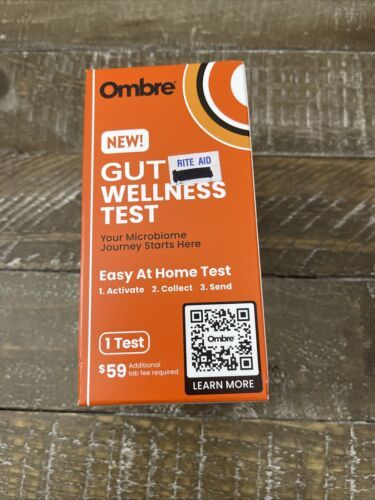 Ombre
NEW!
GUT
RITE AID
WELLNESS
TEST
Your Microbiome
Journey Starts Here
Easy At Home Test
1. Activate 2. Collect 3. Send
Ombre
1 Test
$59 Additional
lab fee required
LEARN MORE